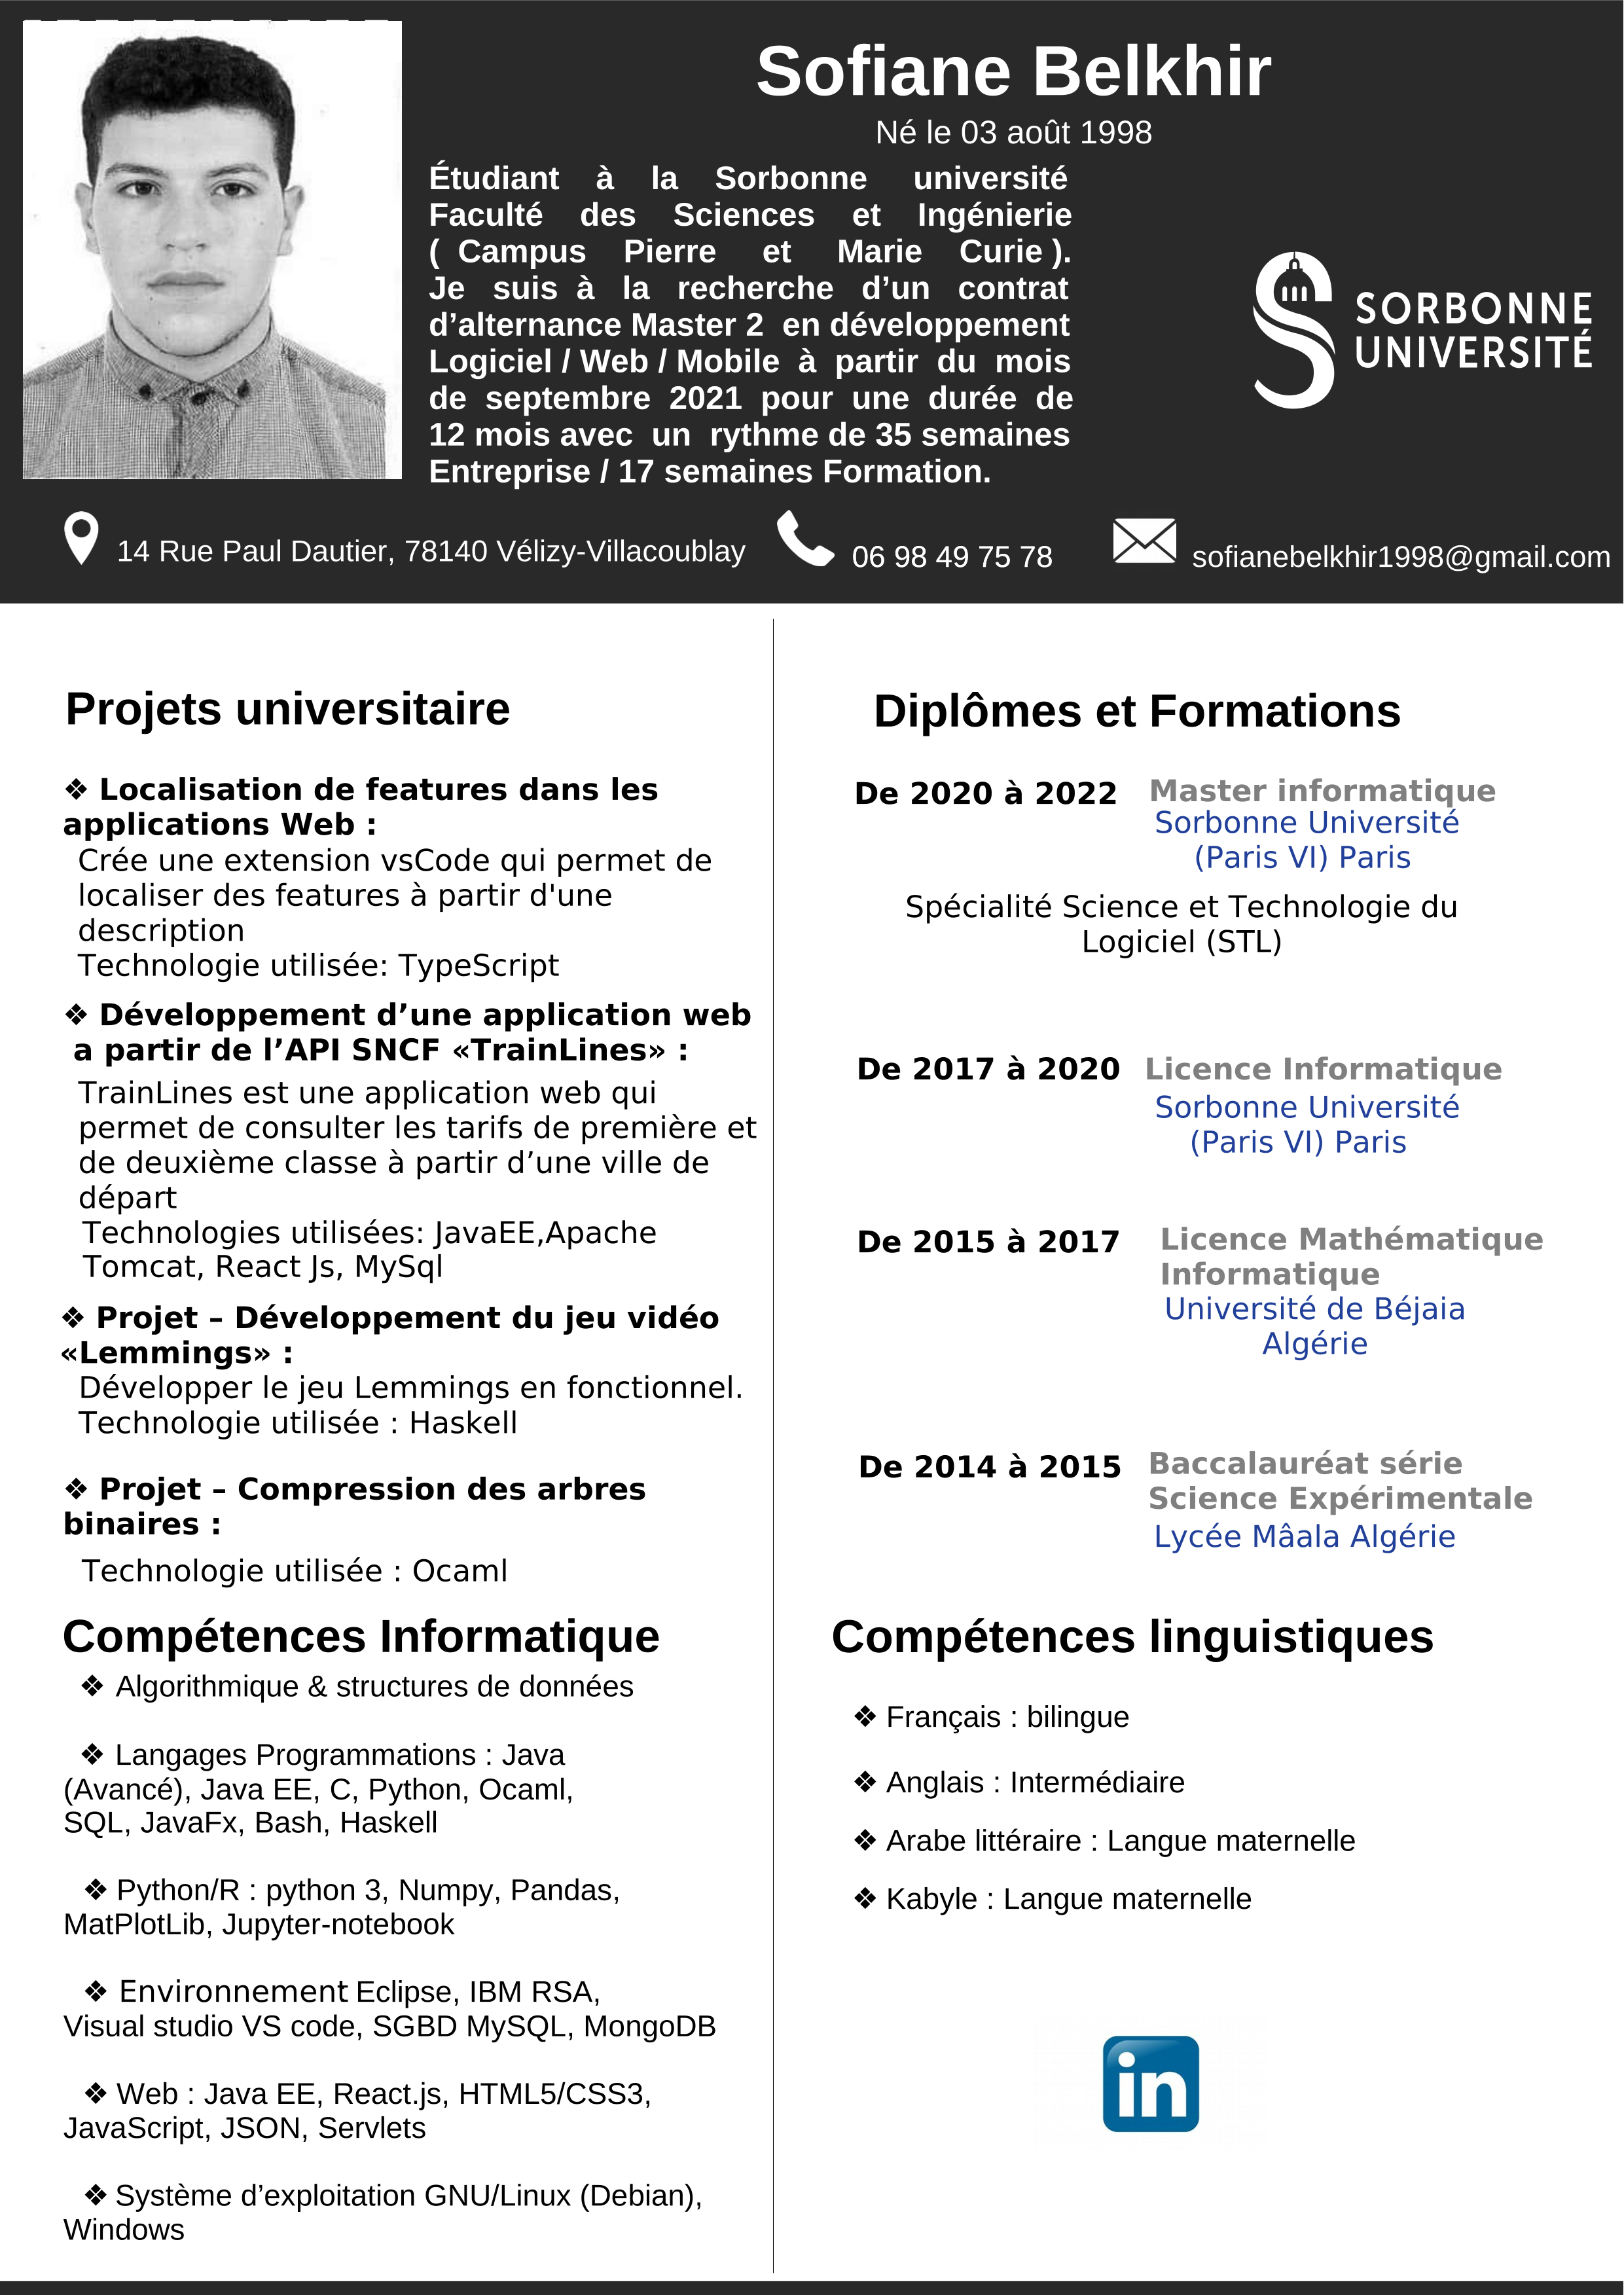 Sofiane Belkhir
Né le 03 août 1998
Étudiant à la Sorbonne université
Faculté des Sciences et Ingénierie
( Campus Pierre et Marie Curie ).
Je suis à la recherche d’un contrat
d’alternance Master 2 en développement
Logiciel / Web / Mobile à partir du mois
de septembre 2021 pour une durée de
12 mois avec un rythme de 35 semaines
Entreprise / 17 semaines Formation.
SORBONNE
UNIVERSITÉ
14 Rue Paul Dautier, 78140 Vélizy-Villacoublay
06 98 49 75 78
sofianebelkhir1998@gmail.com
Projets universitaire
❖ Localisation de features dans les
applications Web :
Crée une extension vsCode qui permet de
localiser des features à partir d'une
description
Technologie utilisée: TypeScript
❖ Développement d’une application web
a partir de l’API SNCF «TrainLines» :
TrainLines est une application web qui
permet de consulter les tarifs de première et
de deuxième classe à partir d’une ville de
départ
Technologies utilisées: JavaEE,Apache
Tomcat, React Js, MySql
❖ Projet – Développement du jeu vidéo
«Lemmings» :
Développer le jeu Lemmings en fonctionnel.
Technologie utilisée : Haskell
❖ Projet – Compression des arbres
binaires :
Technologie utilisée : Ocaml
Compétences Informatique
❖ Algorithmique & structures de données
❖ Langages Programmations : Java
(Avancé), Java EE, C, Python, Ocaml,
SQL, JavaFx, Bash, Haskell
❖ Python/R : python 3, Numpy, Pandas,
MatPlotLib, Jupyter-notebook
❖ Environnement Eclipse, IBM RSA,
Visual studio VS code, SGBD MySQL, MongoDB
❖ Web : Java EE, React.js, HTML5/CSS3,
JavaScript, JSON, Servlets
❖ Système d’exploitation GNU/Linux (Debian),
Windows
Diplômes et Formations
De 2020 à 2022 Master informatique
Sorbonne Université
(Paris VI) Paris
Spécialité Science et Technologie du
Logiciel (STL)
De 2017 à 2020 Licence Informatique
Sorbonne Université
(Paris VI) Paris
De 2015 à 2017 Licence Mathématique
Informatique
Université de Béjaia
Algérie
De 2014 à 2015 Baccalauréat série
Science Expérimentale
Lycée Mâala Algérie
Compétences linguistiques
❖ Français : bilingue
❖ Anglais : Intermédiaire
❖ Arabe littéraire : Langue maternelle
❖ Kabyle : Langue maternelle
in